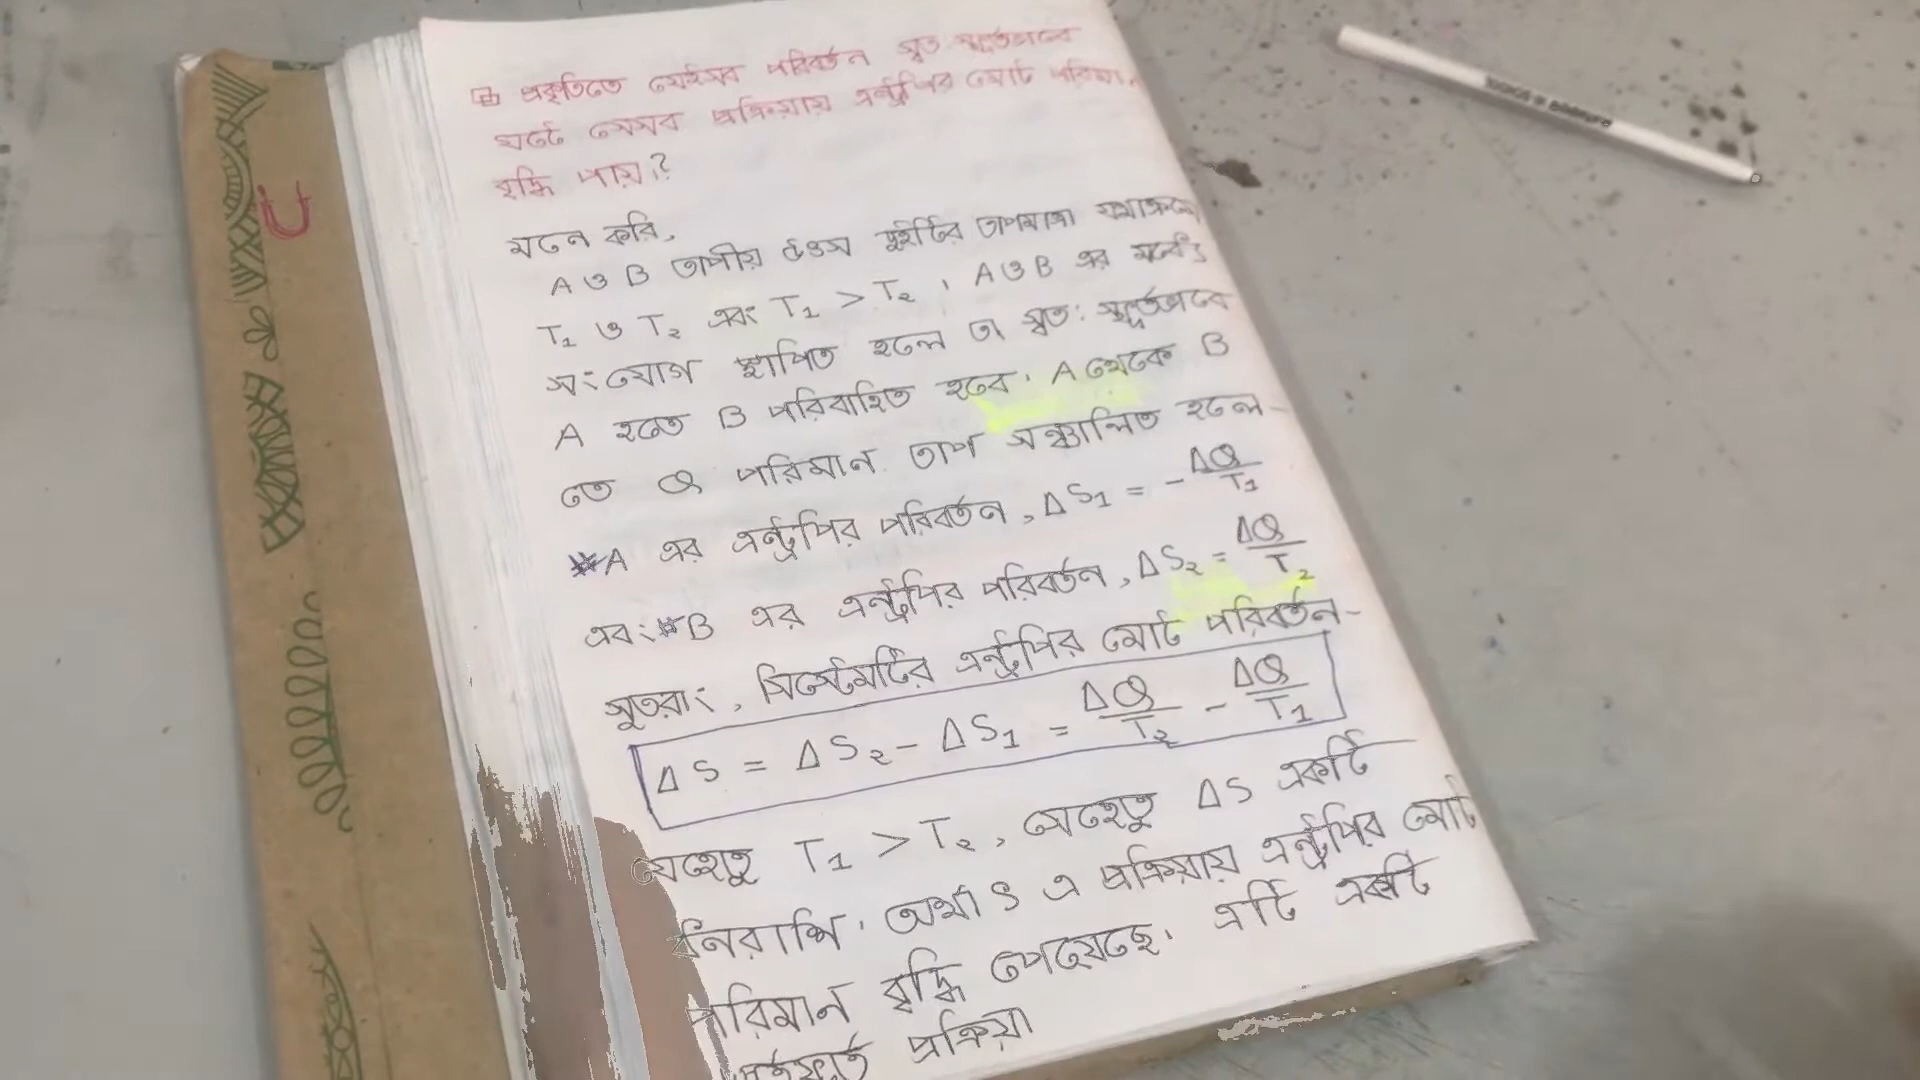 প্রকৃতিতে যেইসব পরিবর্তন স্বত:স্ফূর্তভাবে
ঘটে সেসব প্রক্রিয়ায় এন্ট্রপির মোট পরিমা
বৃদ্ধি পায়।?
মনে করি,
A ও B তাপীয় দুইটির তাপমাত্রা যথাক্রমে
T₁ ও T₂ এবং T₁ > T₂ । A ও B এর মধ্যে
সংযোগ স্থাপিত হলে তা স্বত: স্ফূর্তভাবে
A হতে B পরিবাহিত হবে। A থেকে B
তে Q পরিমান তাপ সঞ্চালিত হলে-
*A এর এন্ট্রপির পরিবর্তন, ΔS₁ = - ΔQ/T₁
এবং *B এর এন্ট্রপির পরিবর্তন, ΔS₂ = ΔQ/T₂
সুতরাং, সিস্টেমটির এন্ট্রপির মোট পরিবর্তন-
ΔS = ΔS₂ - ΔS₁ = ΔQ/T₂ - ΔQ/T₁
যেহেতু T₁ > T₂, সেহেতু ΔS একটি
ধনরাশি। অর্থাৎ এ প্রক্রিয়ায় এন্ট্রপির মোট
পরিমান বৃদ্ধি পেয়েছে। এটি একটি
প্রক্রিয়া